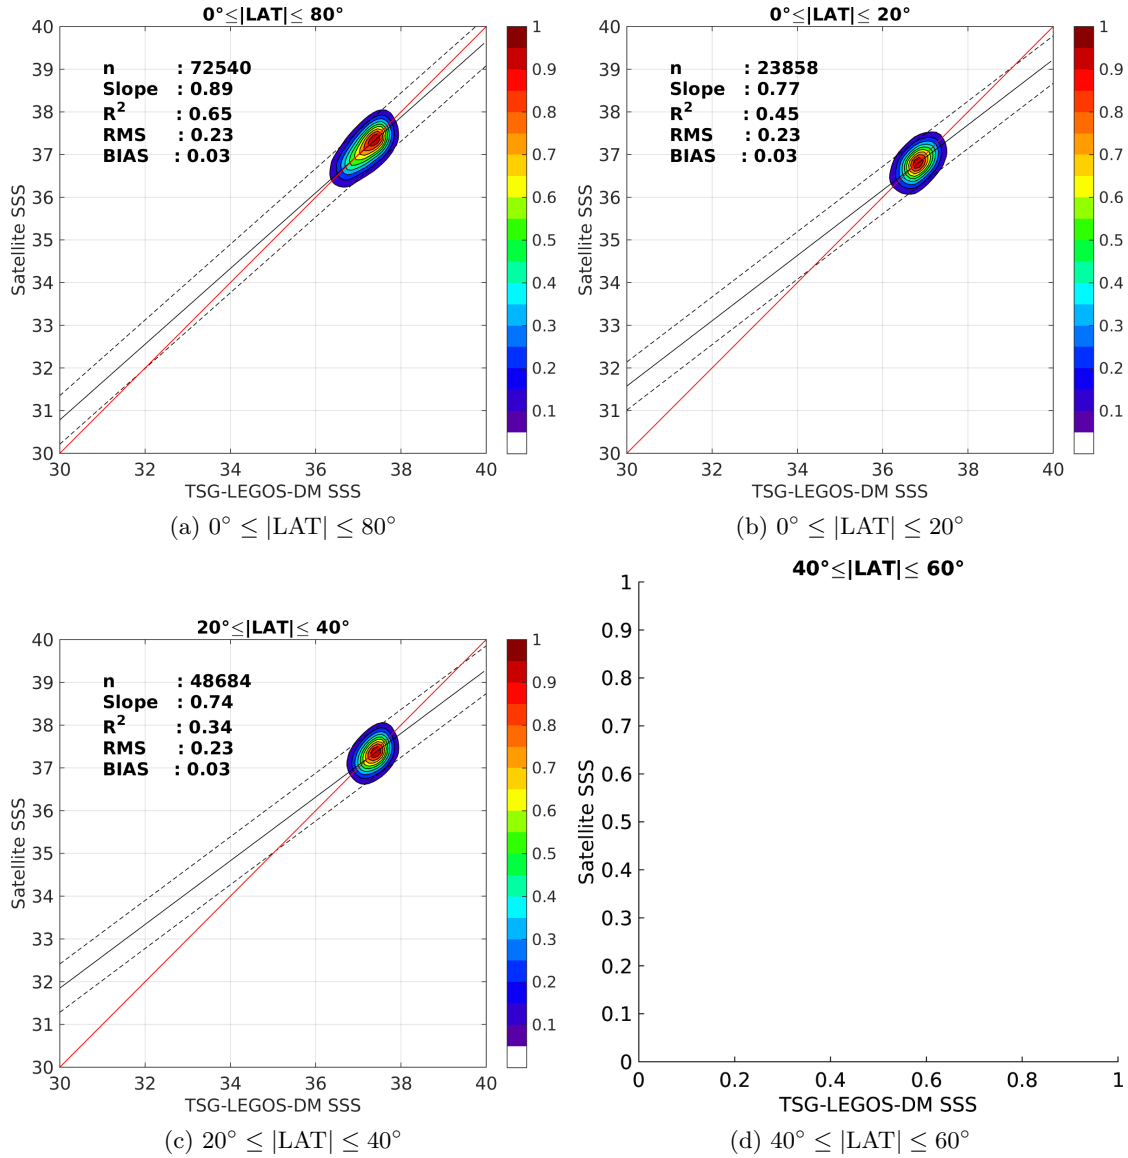 0°≤|LAT|≤ 80°
n : 72540
Slope : 0.89
R² : 0.65
RMS : 0.23
BIAS : 0.03
40
39
38
37
36
35
34
33
32
31
30
Satellite SSS
30 32 34 36 38 40
TSG-LEGOS-DM SSS
1
0.9
0.8
0.7
0.6
0.5
0.4
0.3
0.2
0.1
(a) 0° ≤ |LAT| ≤ 80°
0°≤|LAT|≤ 20°
n : 23858
Slope : 0.77
R² : 0.45
RMS : 0.23
BIAS : 0.03
40
39
38
37
36
35
34
33
32
31
30
Satellite SSS
30 32 34 36 38 40
TSG-LEGOS-DM SSS
1
0.9
0.8
0.7
0.6
0.5
0.4
0.3
0.2
0.1
(b) 0° ≤ |LAT| ≤ 20°
20°≤|LAT|≤ 40°
n : 48684
Slope : 0.74
R² : 0.34
RMS : 0.23
BIAS : 0.03
40
39
38
37
36
35
34
33
32
31
30
Satellite SSS
30 32 34 36 38 40
TSG-LEGOS-DM SSS
1
0.9
0.8
0.7
0.6
0.5
0.4
0.3
0.2
0.1
(c) 20° ≤ |LAT| ≤ 40°
40°≤|LAT|≤ 60°
1
0.9
0.8
0.7
0.6
0.5
0.4
0.3
0.2
0.1
0
Satellite SSS
0 0.2 0.4 0.6 0.8 1
TSG-LEGOS-DM SSS
(d) 40° ≤ |LAT| ≤ 60°